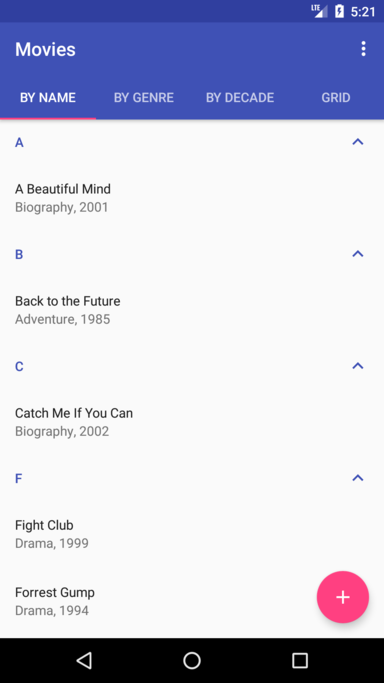 LTE 5:21
Movies
BY NAME BY GENRE BY DECADE GRID
A
A Beautiful Mind
Biography, 2001
B
Back to the Future
Adventure, 1985
C
Catch Me If You Can
Biography, 2002
F
Fight Club
Drama, 1999
Forrest Gump
Drama, 1994